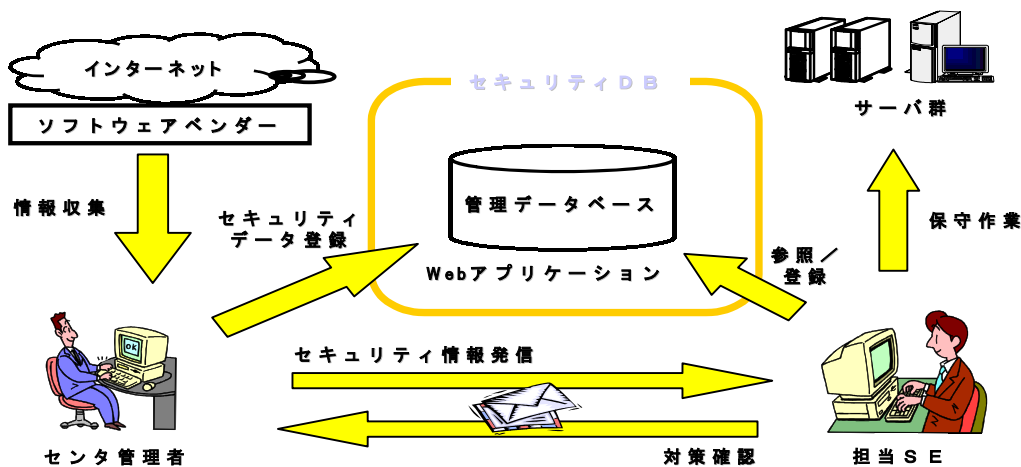 インターネット
ソフトウェアベンダー
セキュリティDB
サーバ群
管理データベース
Webアプリケーション
情報収集
セキュリティ
データ登録
参照／
登録
保守作業
OK
セキュリティ情報発信
対策確認
センタ管理者
担当SE